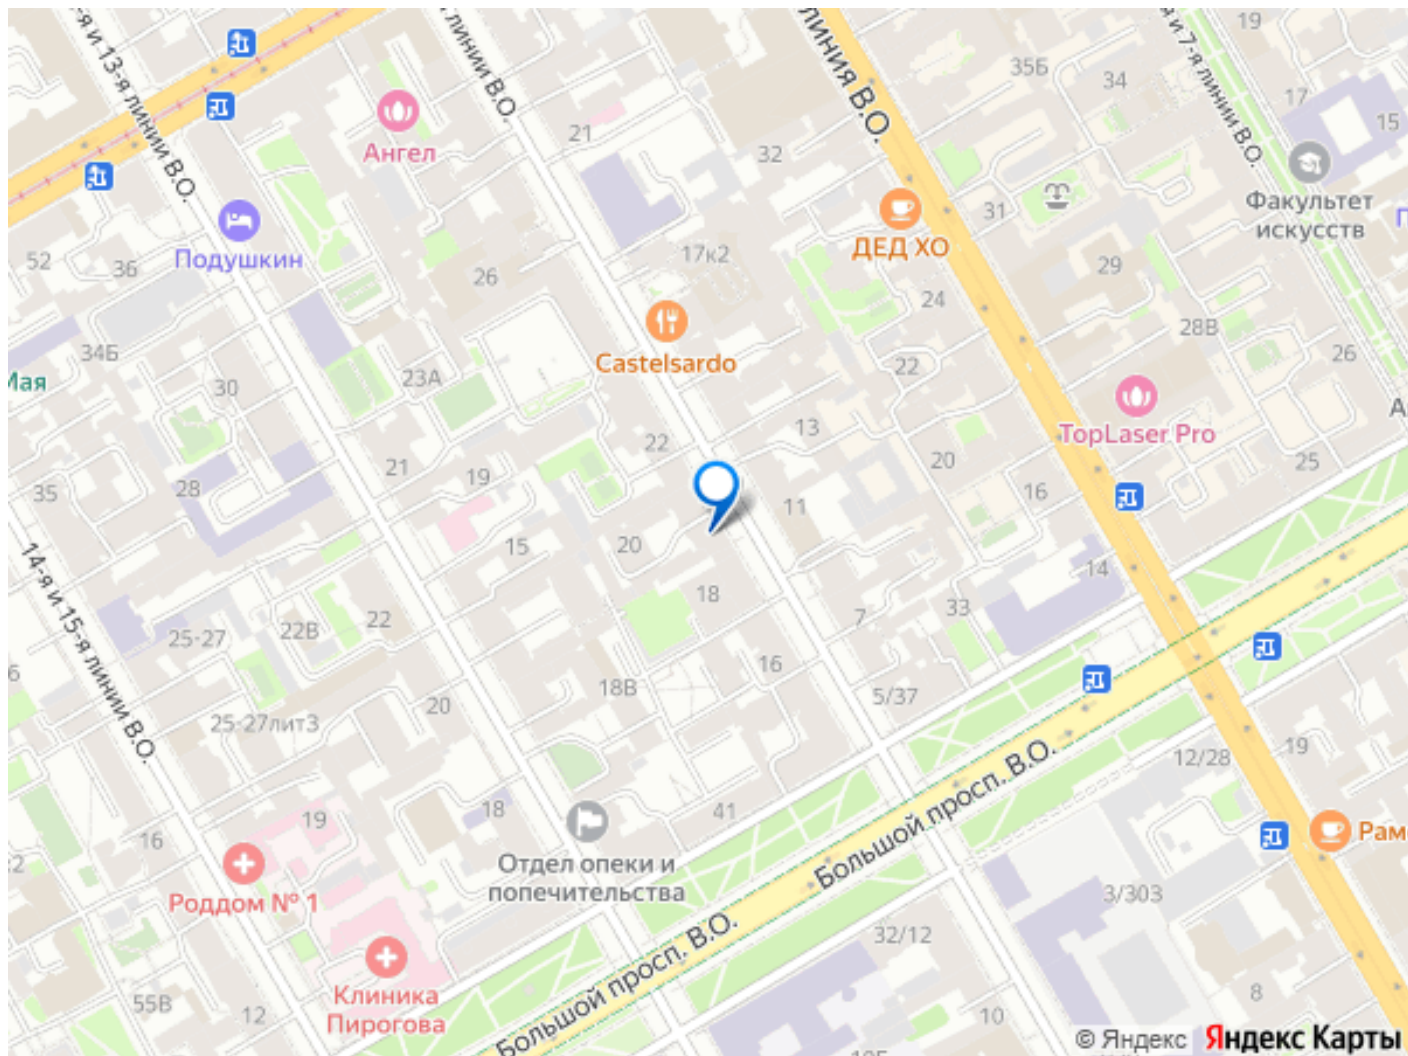 -я и 13-я линии В.О.
линии В.О.
ЛИНИЯ В.О.
и 7-я линии В.О.
19
35Б
34
17
15
21
Ангел
32
Факультет
искусств
П
31
ДЕД ХО
Подушкин
52
36
26
17к2
29
24
28В
26
Castelsardo
34Б
Мая
30
23А
22
А
TopLaser Pro
22
13
20
25
21
19
28
35
16
11
15
20
14
14-я и 15-я линии В.О.
18
33
7
22
22В
25-27
6
16
18В
5/37
20
25-27лит3
12/28
19
Большой просп. В.О.
41
18
19
16
Рам
2
Отдел опеки и
попечительства
Роддом № 1
3/303
32/12
Большой просп. В.О.
Клиника
Пирогова
55В
12
8
10
© Яндекс Яндекс Карты